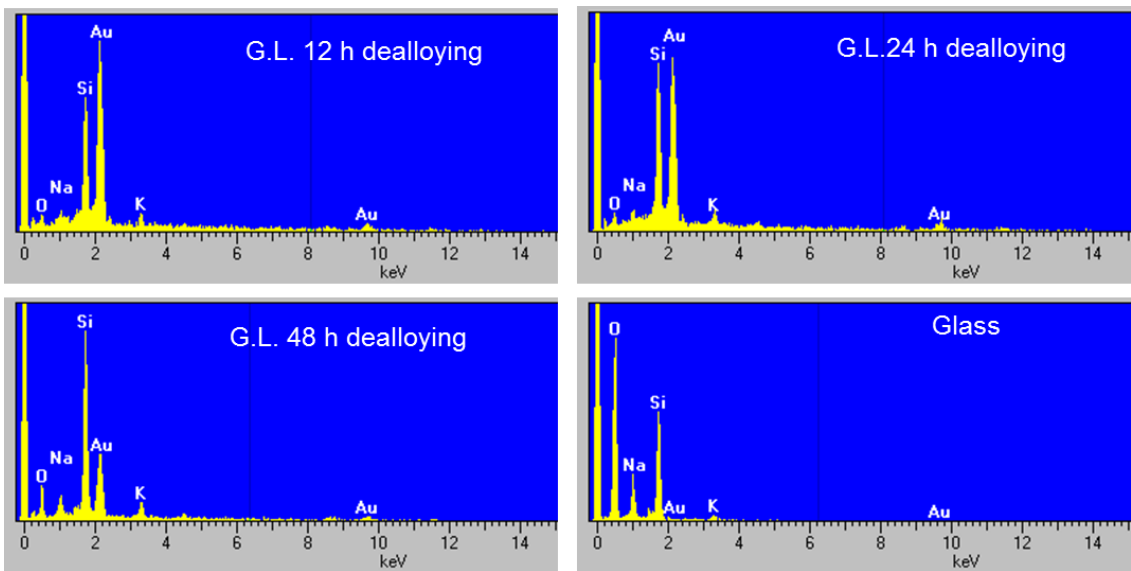 G.L. 12 h dealloying
Au
Si
Na
O
K
Au
0 2 4 6 8 10 12 14
keV
G.L.24 h dealloying
Au
Si
Na
O
K
Au
0 2 4 6 8 10 12 14
keV
G.L. 48 h dealloying
Si
Au
Na
O
K
Au
0 2 4 6 8 10 12 14
keV
Glass
O
Si
Na
Au
K
Au
0 2 4 6 8 10 12 14
keV